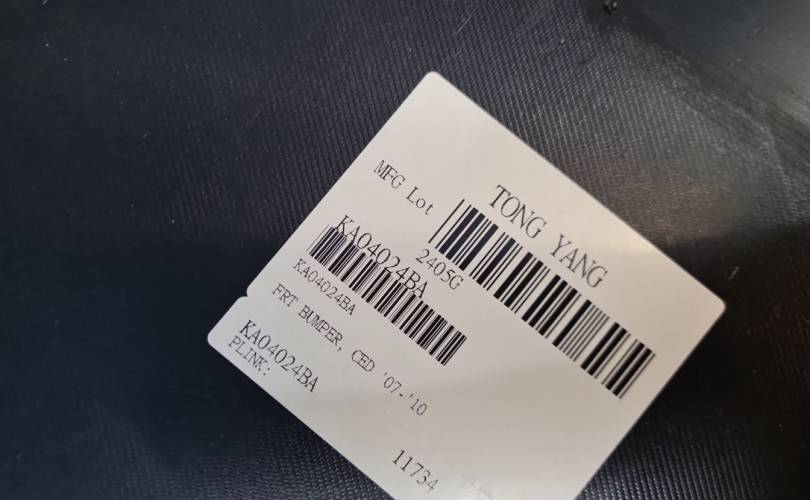 TONG YANG
MFG Lot
2405G
KA04024BA
KA04024BA
FRT BUMPER, CED '07-'10
KA04024BA
PLINK:
11734